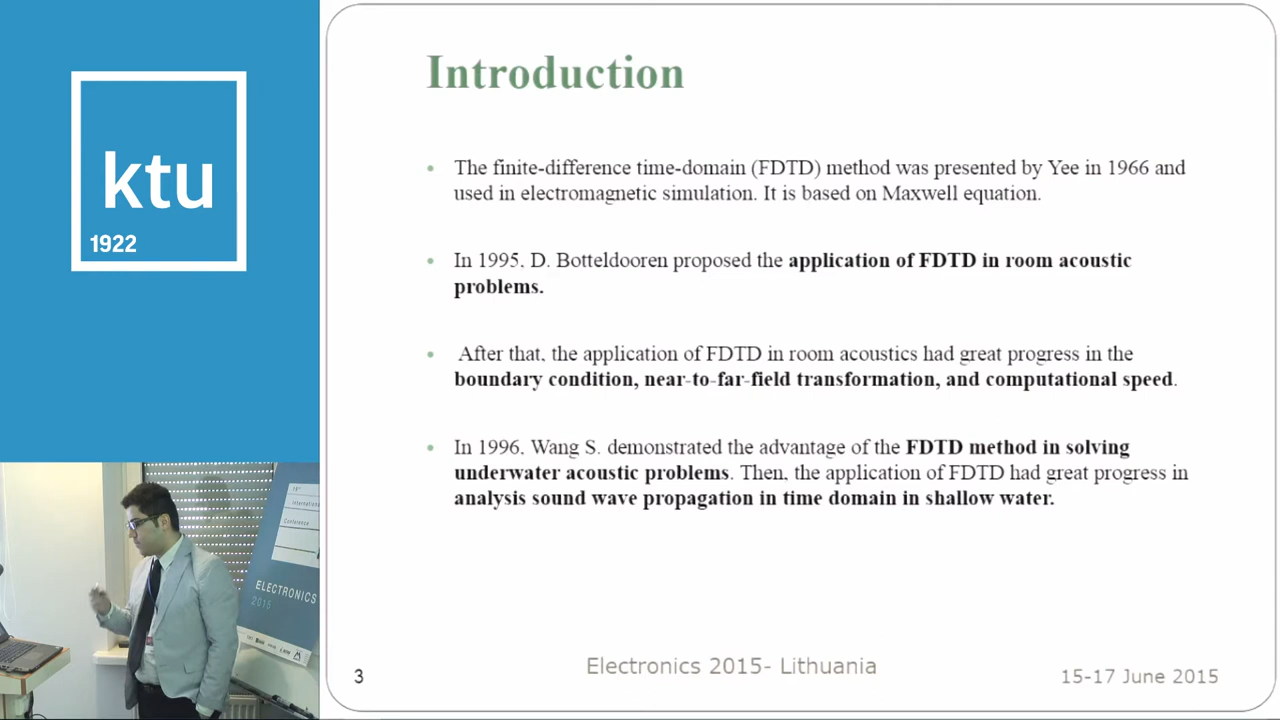 ktu
1922
Introduction
The finite-difference time-domain (FDTD) method was presented by Yee in 1966 and
used in electromagnetic simulation. It is based on Maxwell equation.
In 1995, D. Botteldooren proposed the application of FDTD in room acoustic
problems.
After that, the application of FDTD in room acoustics had great progress in the
boundary condition, near-to-far-field transformation, and computational speed.
In 1996, Wang S. demonstrated the advantage of the FDTD method in solving
underwater acoustic problems. Then, the application of FDTD had great progress in
analysis sound wave propagation in time domain in shallow water.
3
Electronics 2015- Lithuania
15-17 June 2015
International
Conference
ELECTRONICS
2015